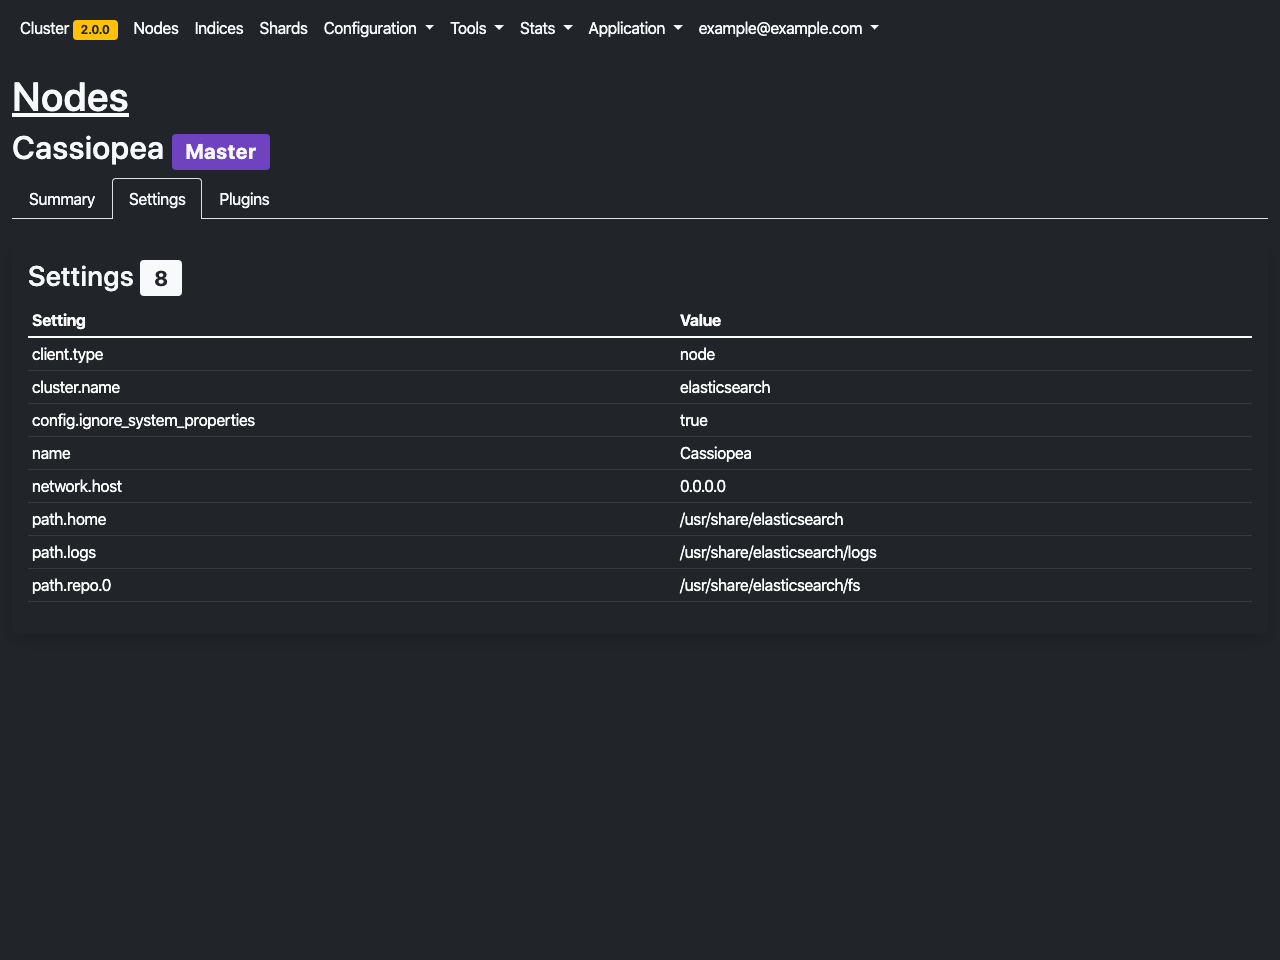 Cluster 2.0.0 Nodes Indices Shards Configuration Tools Stats Application example@example.com
Nodes
Cassiopea Master
Summary Settings Plugins
Settings 8
Setting Value
client.type node
cluster.name elasticsearch
config.ignore_system_properties true
name Cassiopea
network.host 0.0.0.0
path.home /usr/share/elasticsearch
path.logs /usr/share/elasticsearch/logs
path.repo.0 /usr/share/elasticsearch/fs